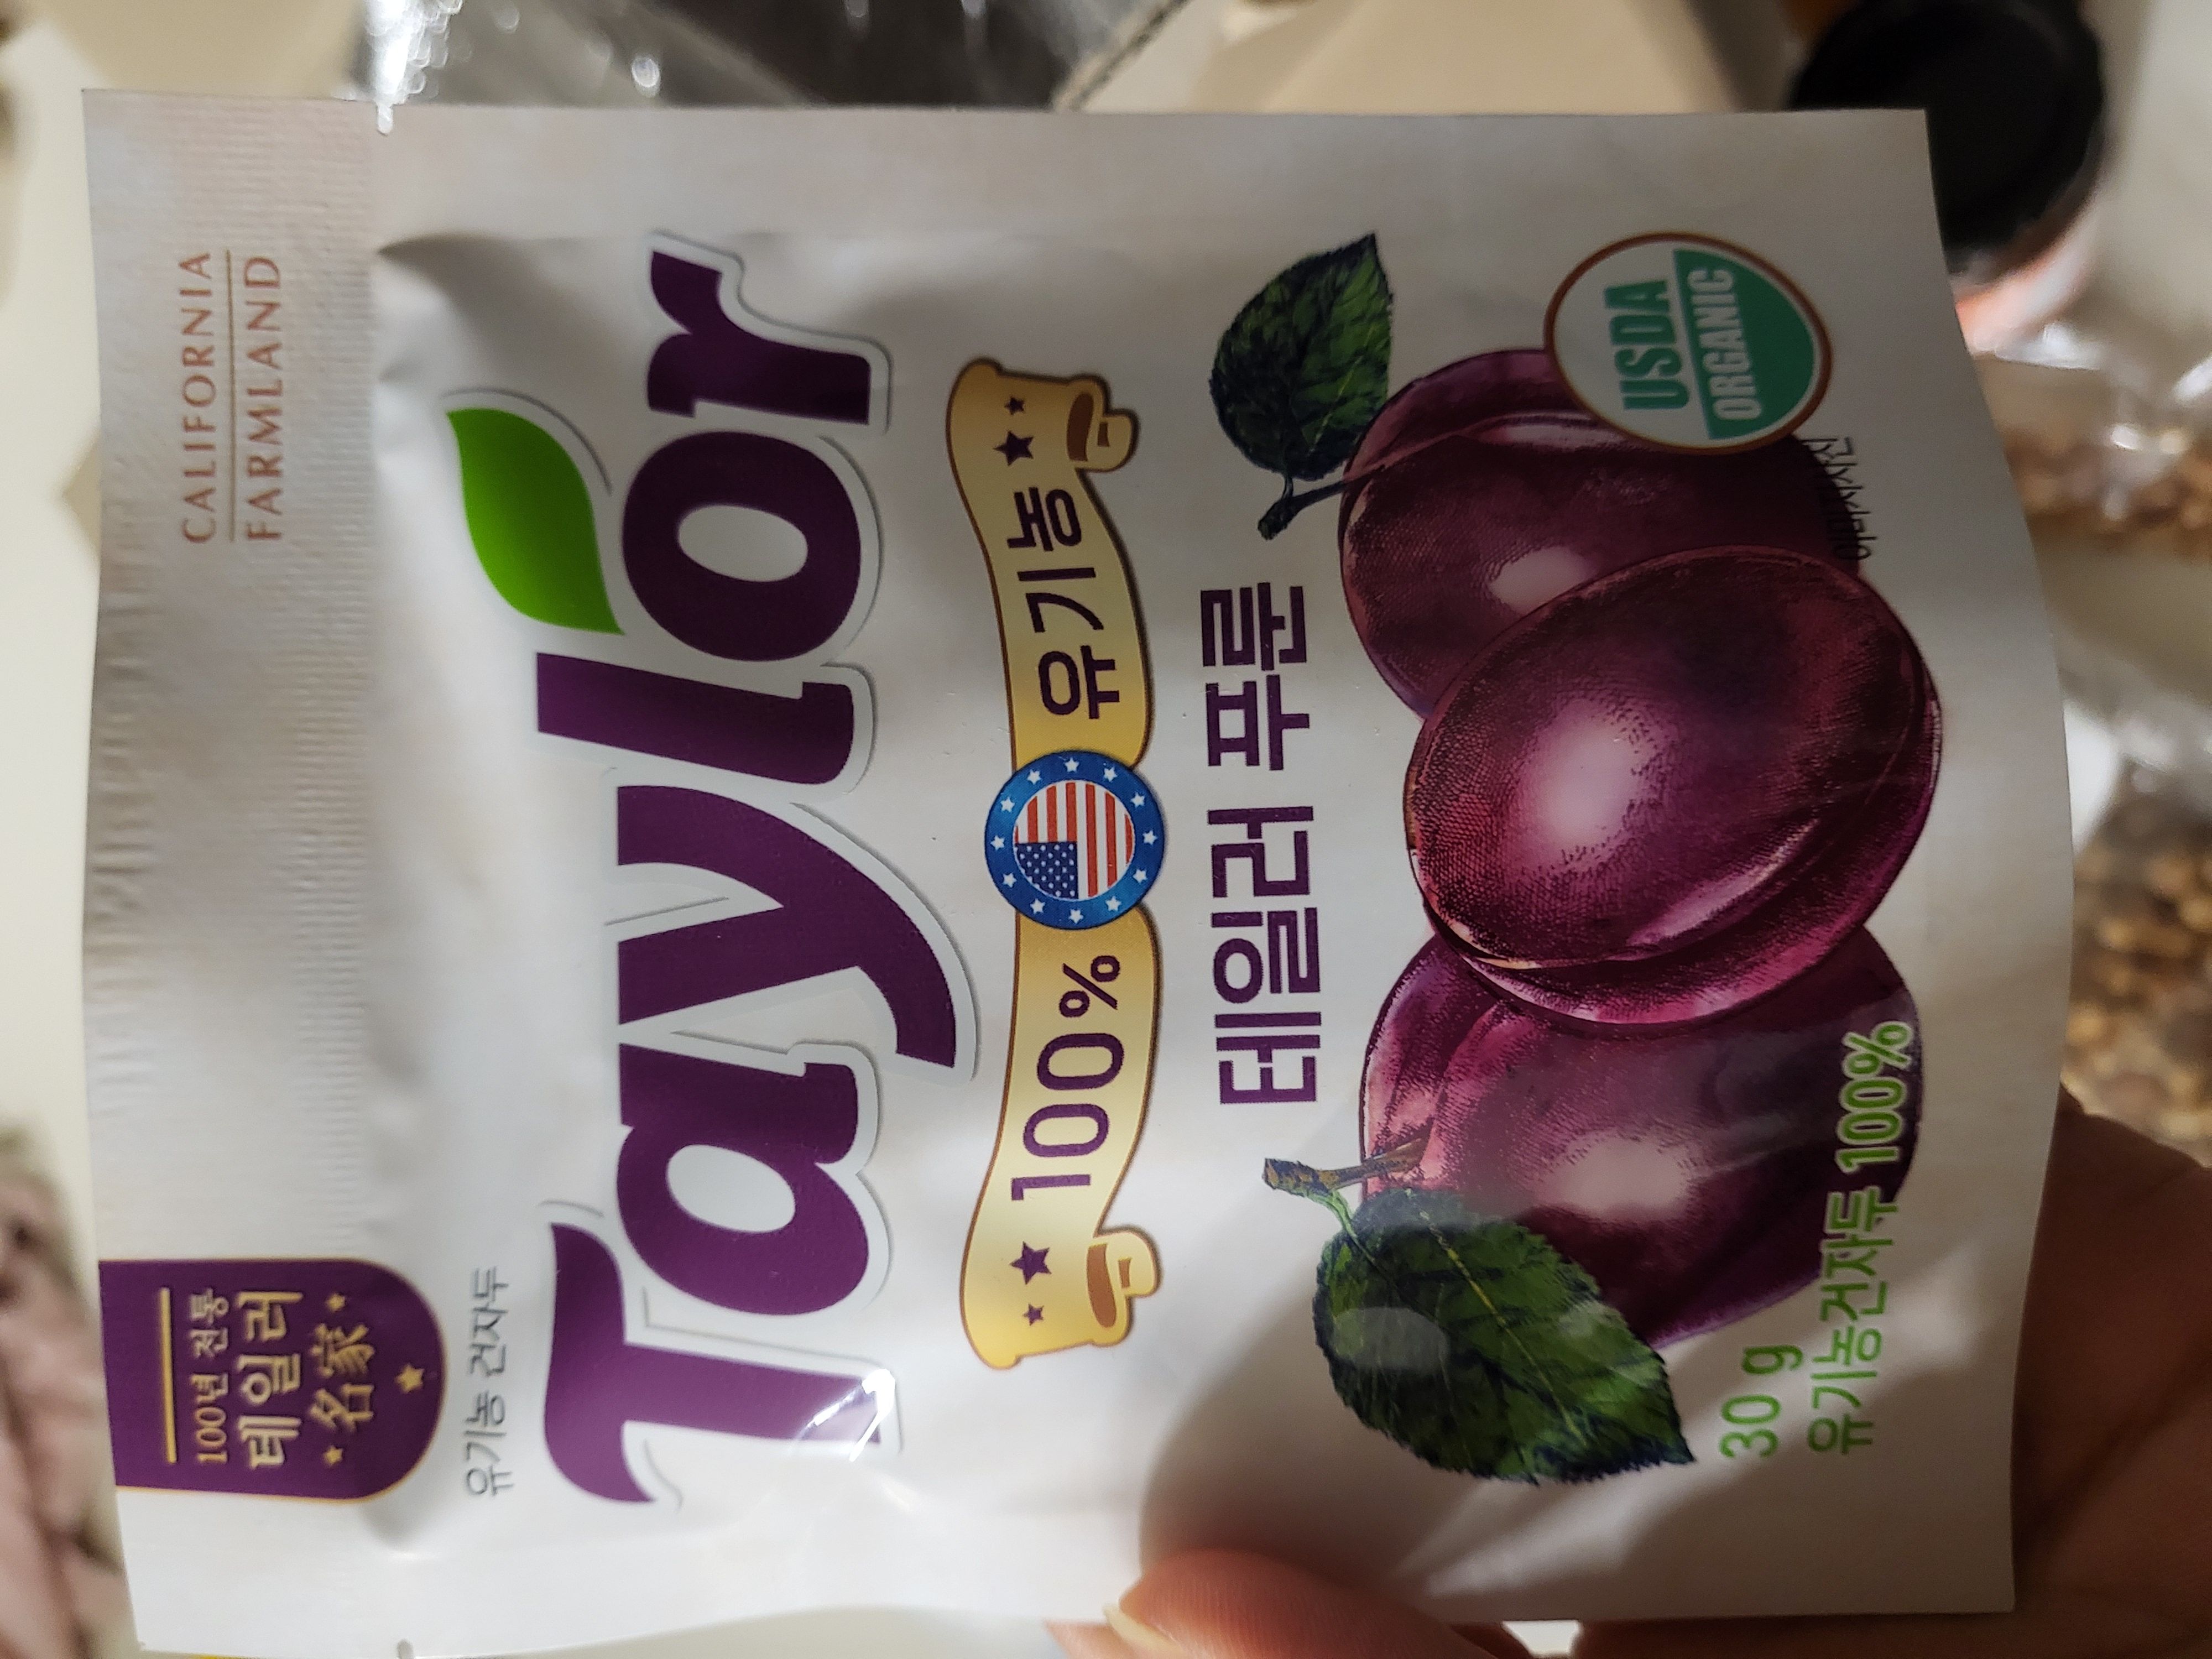 100년 전통
테일러
名家
CALIFORNIA
FARMLAND
유기농 건자두
Taylor
100% 유기농
테일러 푸룬
USDA
ORGANIC
30 g
유기농건자두 100%